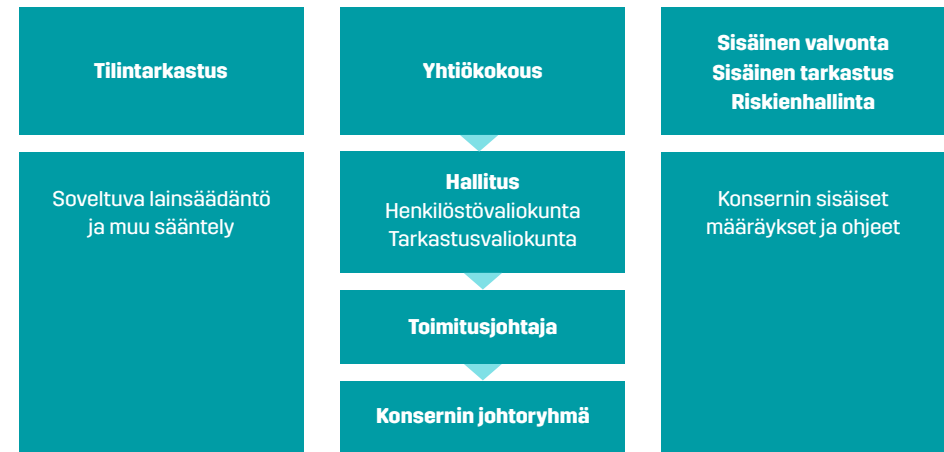 Tilintarkastus
Yhtiökokous
Sisäinen valvonta
Sisäinen tarkastus
Riskienhallinta
Soveltuva lainsäädäntö
ja muu sääntely
Hallitus
Henkilöstövaliokunta
Tarkastusvaliokunta
Konsernin sisäiset
määräykset ja ohjeet
Toimitusjohtaja
Konsernin johtoryhmä